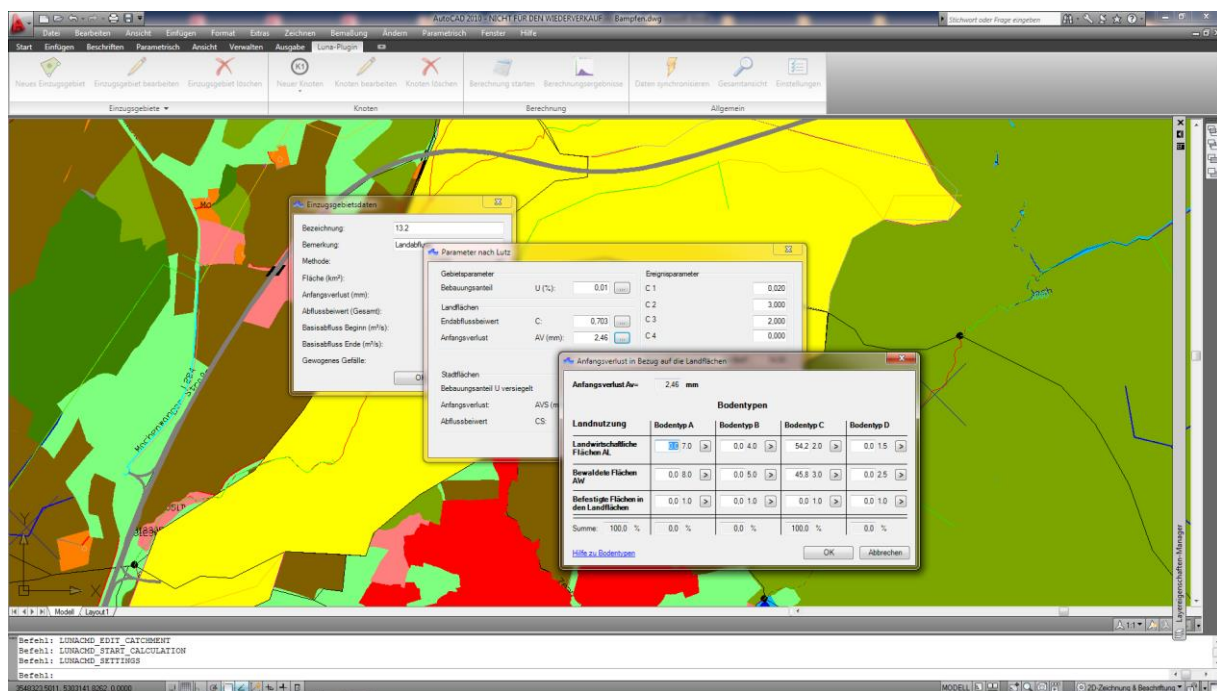 AutoCAD 2010 - NICHT FÜR DEN WIEDERVERKAUF Bampfen.dwg
Stichwort oder Frage eingeben
Datei Bearbeiten Ansicht Einfügen Format Extras Zeichnen Bemaßung Ändern Parametrisch Fenster Hilfe
Start Einfügen Beschriften Parametrisch Ansicht Verwalten Ausgabe Luna-Plugin
Neues Einzugsgebiet Einzugsgebiet bearbeiten Einzugsgebiet löschen Neuer Knoten Knoten bearbeiten Knoten löschen Berechnung starten Berechnungsergebnisse Daten synchronisieren Gesamtansicht Einstellungen
Einzugsgebiete Knoten Berechnung Allgemein
Einzugsgebietsdaten
Bezeichnung: 13.2
Bemerkung: Landabflu
Methode:
Fläche (km²):
Anfangsverlust (mm):
Abflussbeiwert (Gesamt):
Basisabfluss Beginn (m³/s):
Basisabfluss Ende (m³/s):
Gewogenes Gefälle:
Parameter nach Lutz
Gebietsparameter Ereignisparameter
Bebauungsanteil U (%): 0,01 ... C 1 0,020
Landflächen C 2 3,000
Endabflussbeiwert C: 0,703 ... C 3 2,000
Anfangsverlust AV (mm): 2,46 ... C 4 0,000
Stadtflächen
Bebauungsanteil U versiegelt
Anfangsverlust: AVS (m
Abflussbeiwert CS:
Anfangsverlust in Bezug auf die Landflächen
Anfangsverlust Av= 2,46 mm
Bodentypen
Landnutzung Bodentyp A Bodentyp B Bodentyp C Bodentyp D
Landwirtschaftliche Flächen AL 0.0 7.0 > 0.0 4.0 > 54.2 2.0 > 0.0 1.5 >
Bewaldete Flächen AW 0.0 8.0 > 0.0 5.0 > 45.8 3.0 > 0.0 2.5 >
Befestigte Flächen in den Landflächen 0.0 1.0 > 0.0 1.0 > 0.0 1.0 > 0.0 1.0 >
Summe: 100,0 % 0,0 % 0,0 % 100,0 % 0,0 %
Hilfe zu Bodentypen OK Abbrechen
Layereigenschaften-Manager
Modell Layout1
Befehl: LUNACMD_EDIT_CATCHMENT
Befehl: LUNACMD_START_CALCULATION
Befehl: LUNACMD_SETTINGS
Befehl:
MODELL 2D-Zeichnung & Beschriftung